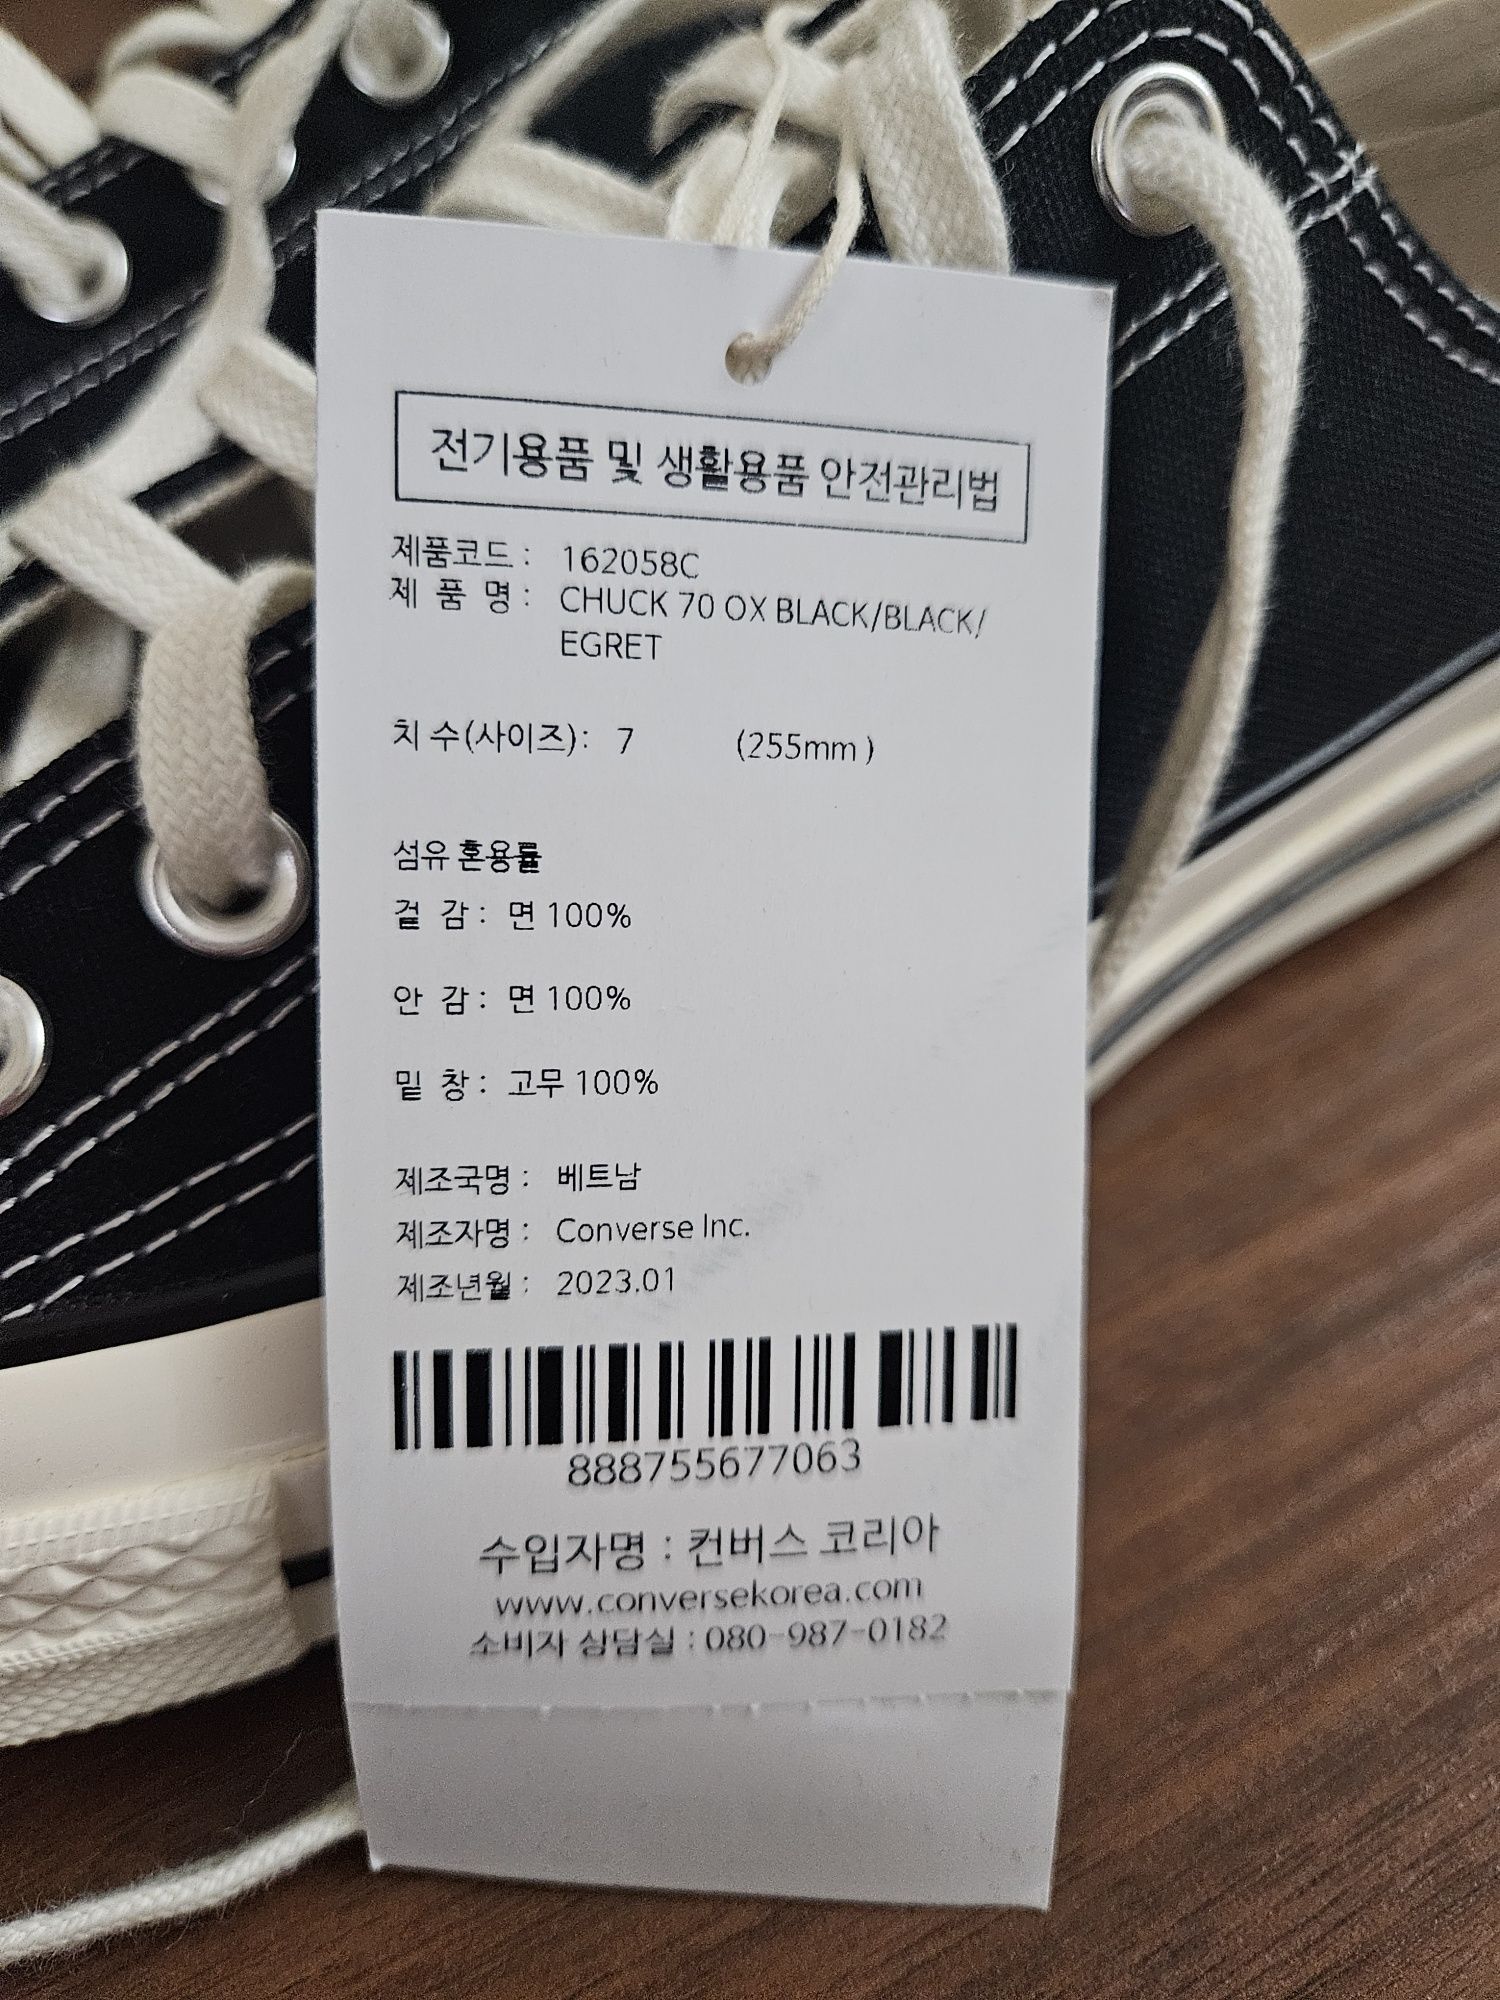 전기용품 및 생활용품 안전관리법
제품코드 : 162058C
제 품 명 : CHUCK 70 OX BLACK/BLACK/
EGRET
치 수(사이즈) : 7 (255mm )
섬유 혼용률
겉 감 : 면 100%
안 감 : 면 100%
밑 창 : 고무 100%
제조국명 : 베트남
제조자명 : Converse Inc.
제조년월 : 2023.01
888755677063
수입자명 : 컨버스 코리아
www.conversekorea.com
소비자 상담실 : 080-987-0182